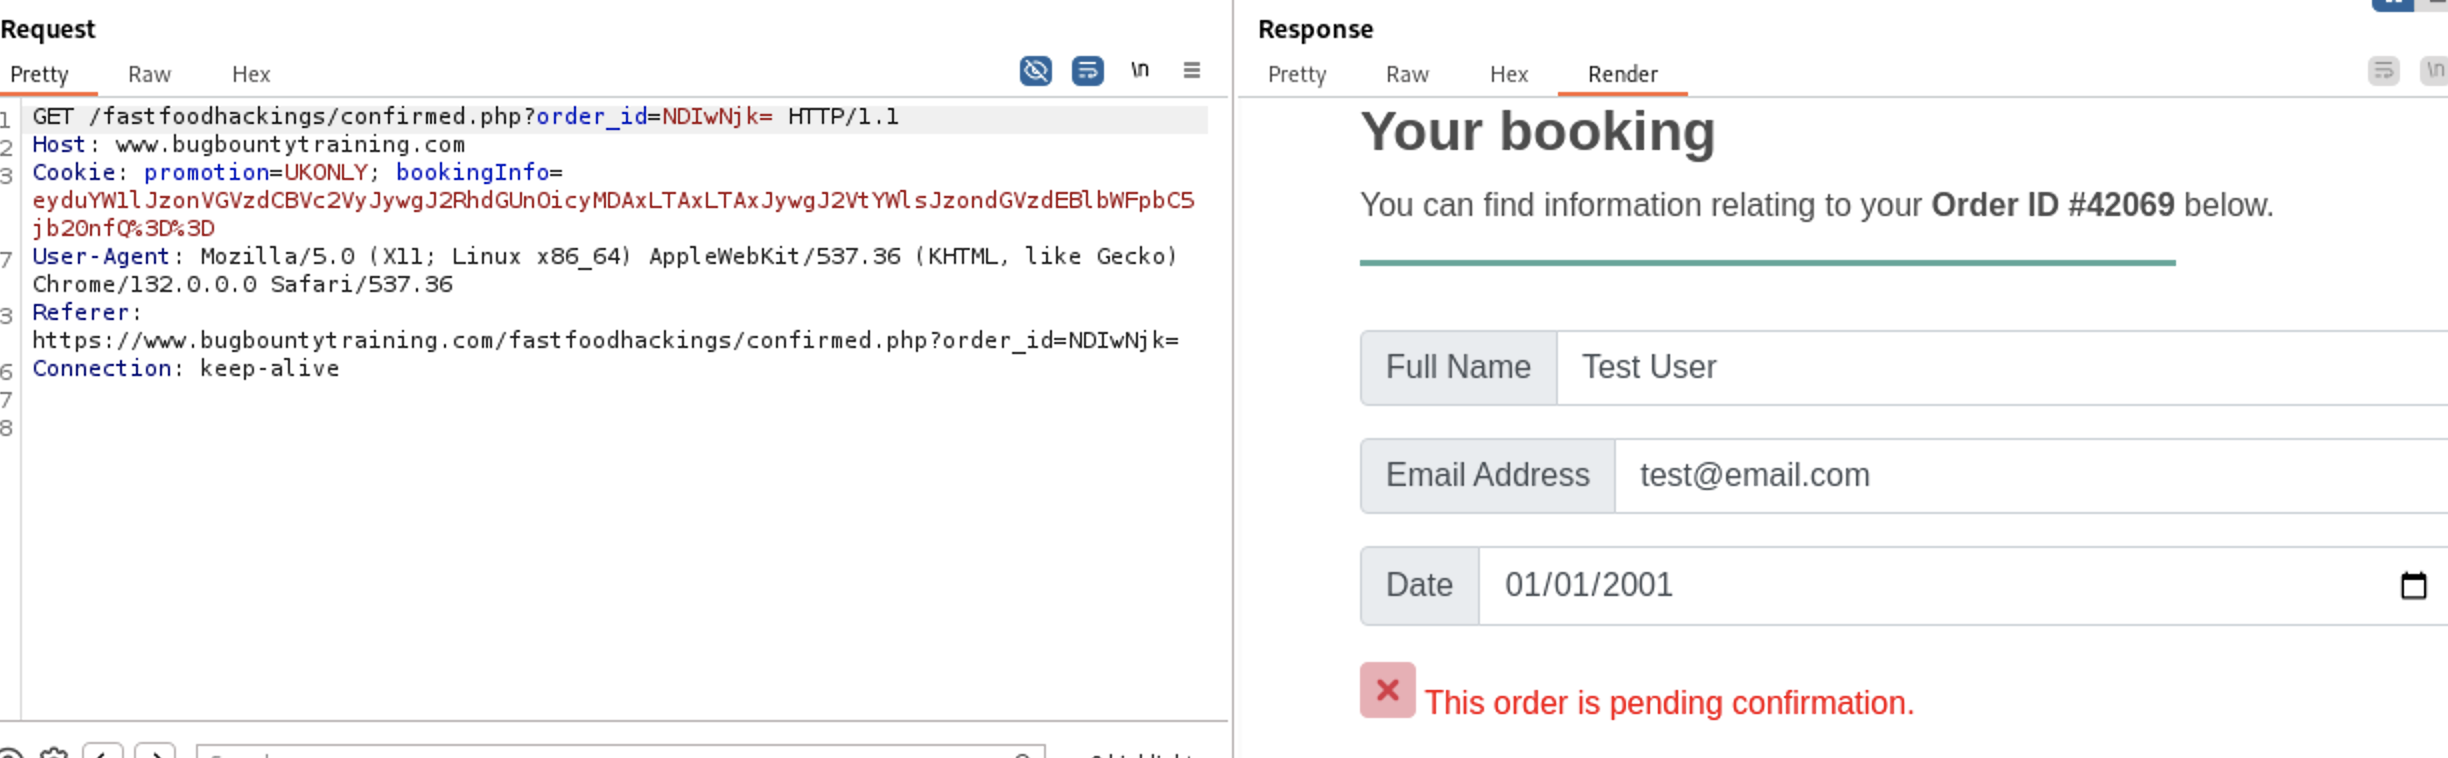 Request
Pretty Raw Hex
\n
1 GET /fastfoodhackings/confirmed.php?order_id=NDIwNjk= HTTP/1.1
2 Host: www.bugbountytraining.com
3 Cookie: promotion=UKONLY; bookingInfo=
eyduYW1lJzonVGVzdCBVc2VyJywgJ2RhdGUnOicyMDAxLTAxLTAxJywgJ2VtYWlsJzondGVzdEBlbWFpbC5
jb20nfQ%3D%3D
7 User-Agent: Mozilla/5.0 (X11; Linux x86_64) AppleWebKit/537.36 (KHTML, like Gecko)
Chrome/132.0.0.0 Safari/537.36
3 Referer:
https://www.bugbountytraining.com/fastfoodhackings/confirmed.php?order_id=NDIwNjk=
6 Connection: keep-alive
7
8
Response
Pretty Raw Hex Render
\n
Your booking
You can find information relating to your Order ID #42069 below.
Full Name Test User
Email Address test@email.com
Date 01/01/2001
This order is pending confirmation.